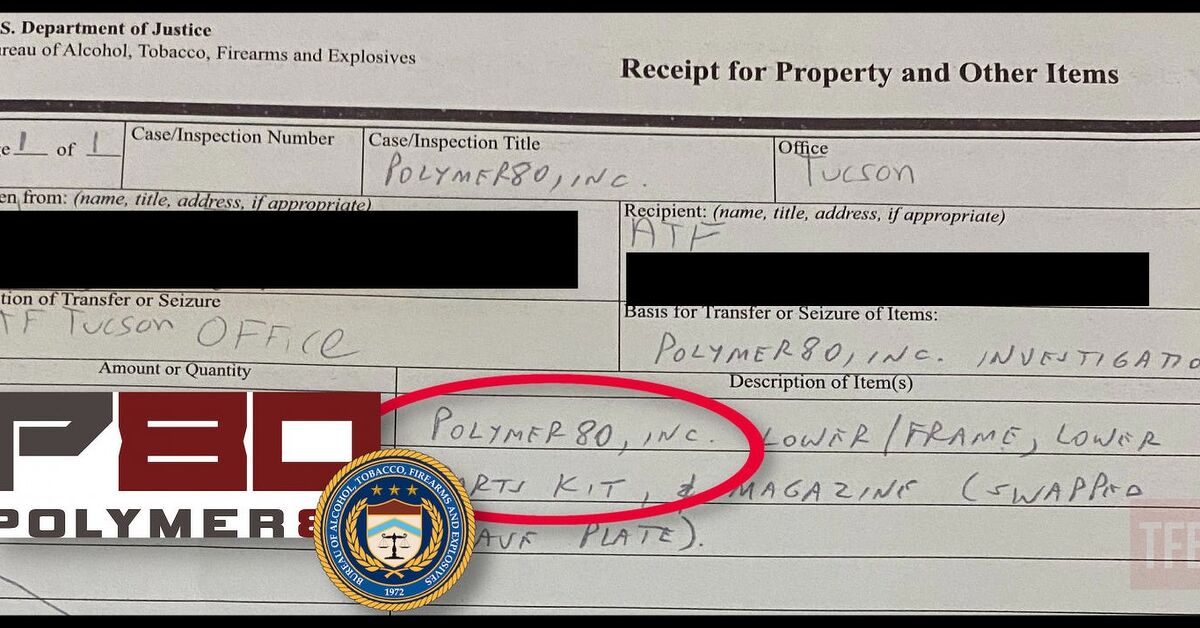 S. Department of Justice
reau of Alcohol, Tobacco, Firearms and Explosives
Receipt for Property and Other Items
e 1 of 1
Case/Inspection Number
Case/Inspection Title
POLYMER80, INC.
Office
Tucson
en from: (name, title, address, if appropriate)
Recipient: (name, title, address, if appropriate)
ATF
tion of Transfer or Seizure
TF Tucson OFFice
Basis for Transfer or Seizure of Items:
POLYMER80, INC. INVESTIGATIO
Amount or Quantity
Description of Item(s)
POLYMER80, INC. LOWER/FRAME, LOWER
ARTS KIT, & MAGAZINE (SWAPPED
PLATE).
P80
POLYMER8
BUREAU OF ALCOHOL, TOBACCO, FIREARMS AND EXPLOSIVES
1972
TFB